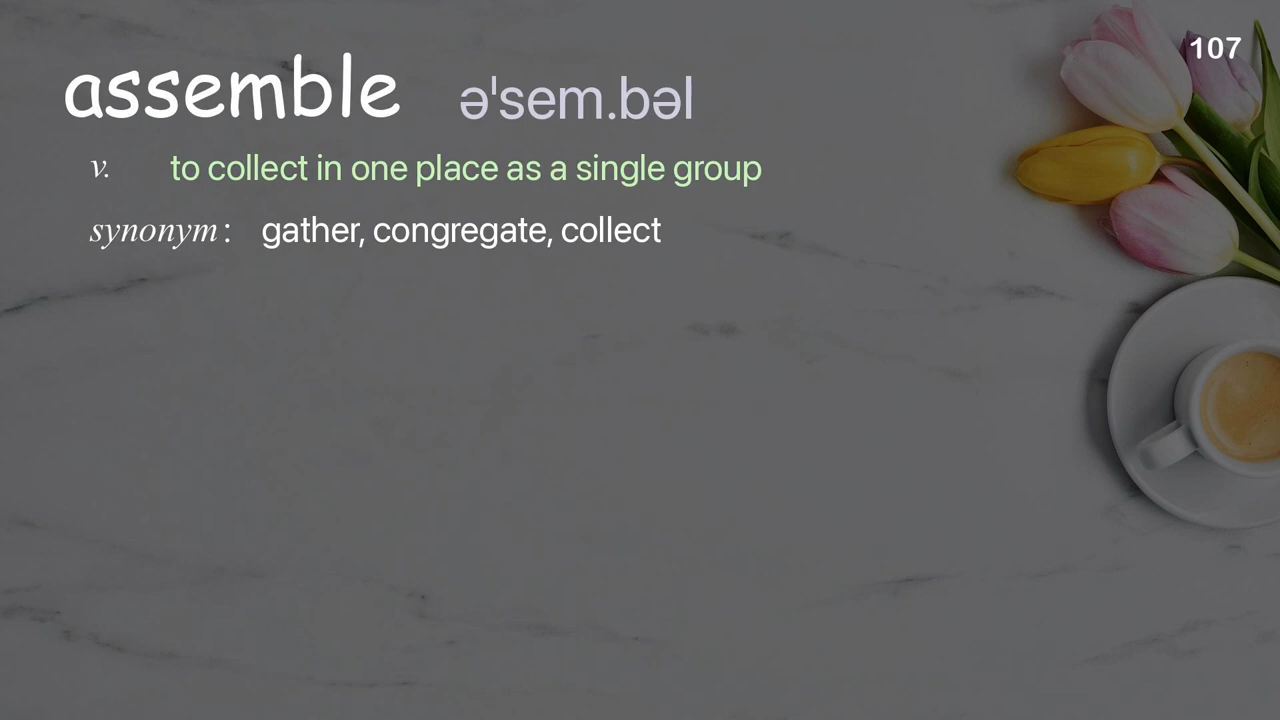 107
assemble əˈsem.bəl
v. to collect in one place as a single group
synonym : gather, congregate, collect